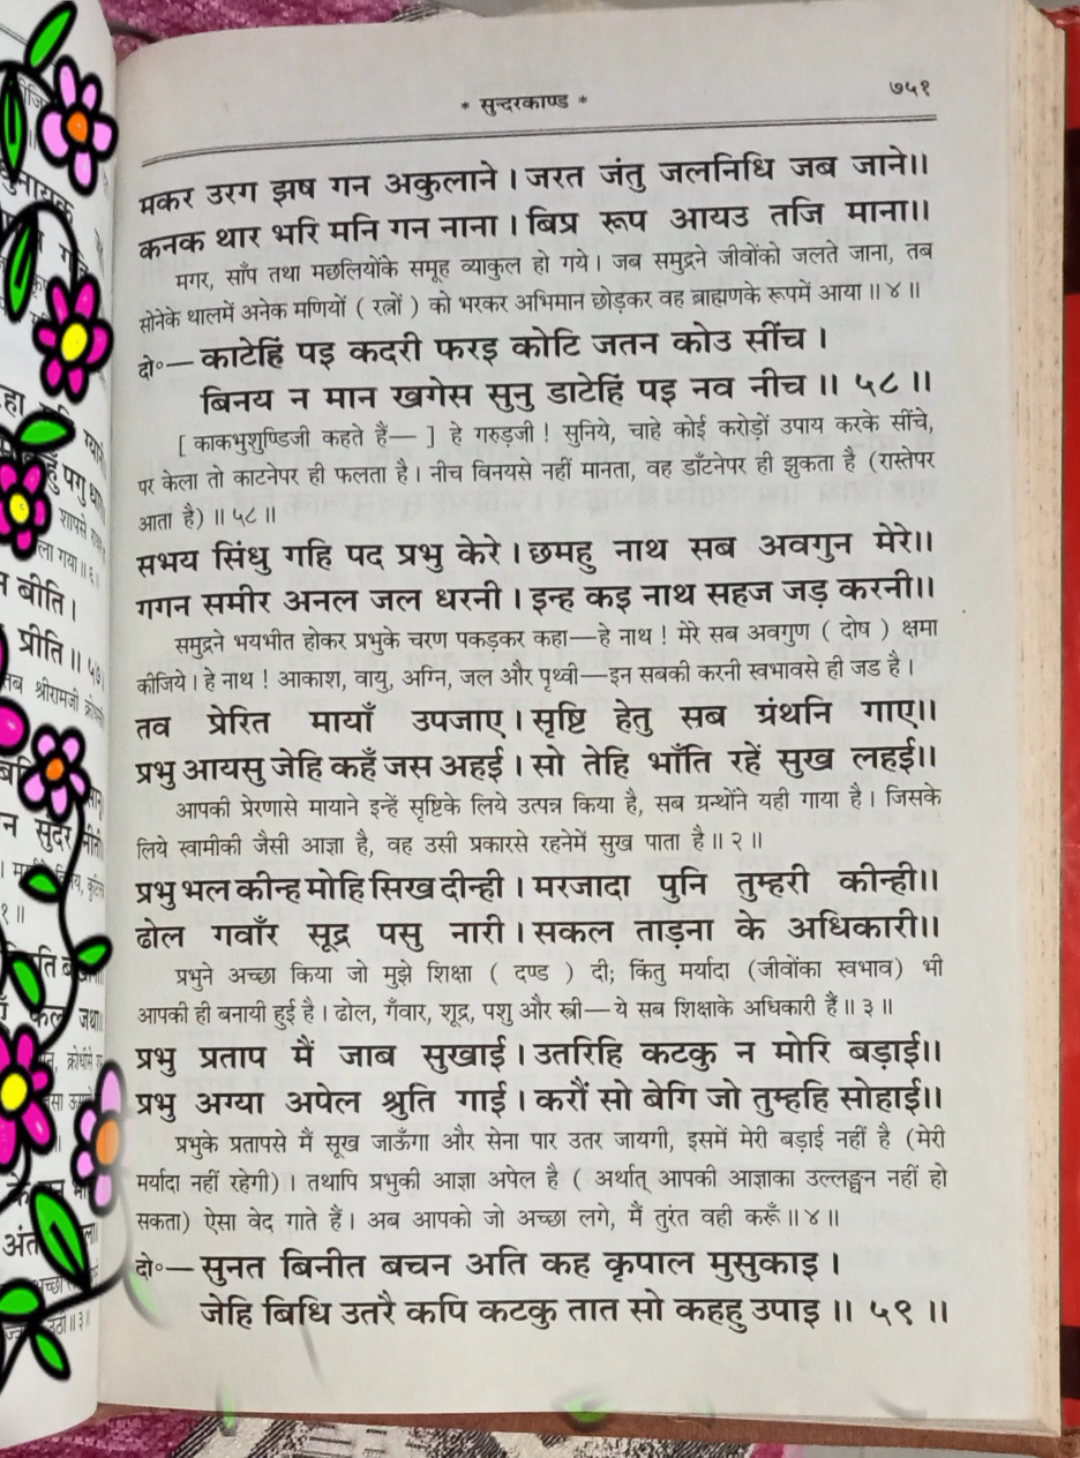 * सुन्दरकाण्ड *
७५१
मकर उरग झष गन अकुलाने । जरत जंतु जलनिधि जब जाने॥
कनक थार भरि मनि गन नाना । बिप्र रूप आयउ तजि माना॥
मगर, साँप तथा मछलियोंके समूह व्याकुल हो गये। जब समुद्रने जीवोंको जलते जाना, तब
सोनेके थालमें अनेक मणियों ( रत्नों ) को भरकर अभिमान छोड़कर वह ब्राह्मणके रूपमें आया॥४॥
दो०— काटेहिं पइ कदरी फरइ कोटि जतन कोउ सींच ।
बिनय न मान खगेस सुनु डाटेहिं पइ नव नीच ॥ ५८ ॥
[ काकभुशुण्डिजी कहते हैं— ] हे गरुड़जी ! सुनिये, चाहे कोई करोड़ों उपाय करके सींचे,
पर केला तो काटनेपर ही फलता है। नीच विनयसे नहीं मानता, वह डाँटनेपर ही झुकता है (रास्तेपर
आता है) ॥ ५८॥
सभय सिंधु गहि पद प्रभु केरे । छमहु नाथ सब अवगुन मेरे॥
गगन समीर अनल जल धरनी । इन्ह कइ नाथ सहज जड़ करनी॥
समुद्रने भयभीत होकर प्रभुके चरण पकड़कर कहा—हे नाथ ! मेरे सब अवगुण ( दोष ) क्षमा
कीजिये। हे नाथ ! आकाश, वायु, अग्नि, जल और पृथ्वी—इन सबकी करनी स्वभावसे ही जड है।
तव प्रेरित मायाँ उपजाए । सृष्टि हेतु सब ग्रंथनि गाए॥
प्रभु आयसु जेहि कहँ जस अहई । सो तेहि भाँति रहें सुख लहई॥
आपकी प्रेरणासे मायाने इन्हें सृष्टिके लिये उत्पन्न किया है, सब ग्रन्थोंने यही गाया है। जिसके
लिये स्वामीकी जैसी आज्ञा है, वह उसी प्रकारसे रहनेमें सुख पाता है॥२॥
प्रभु भल कीन्ह मोहि सिख दीन्ही । मरजादा पुनि तुम्हरी कीन्ही॥
ढोल गवाँर सूद्र पसु नारी । सकल ताड़ना के अधिकारी॥
प्रभुने अच्छा किया जो मुझे शिक्षा ( दण्ड ) दी; किंतु मर्यादा (जीवोंका स्वभाव) भी
आपकी ही बनायी हुई है। ढोल, गँवार, शूद्र, पशु और स्त्री—ये सब शिक्षाके अधिकारी हैं॥३॥
प्रभु प्रताप मैं जाब सुखाई । उतरिहि कटकु न मोरि बड़ाई॥
प्रभु अग्या अपेल श्रुति गाई । करौं सो बेगि जो तुम्हहि सोहाई॥
प्रभुके प्रतापसे मैं सूख जाऊँगा और सेना पार उतर जायगी, इसमें मेरी बड़ाई नहीं है (मेरी
मर्यादा नहीं रहेगी)। तथापि प्रभुकी आज्ञा अपेल है ( अर्थात् आपकी आज्ञाका उल्लङ्घन नहीं हो
सकता) ऐसा वेद गाते हैं। अब आपको जो अच्छा लगे, मैं तुरंत वही करूँ॥४॥
दो०— सुनत बिनीत बचन अति कह कृपाल मुसुकाइ ।
जेहि बिधि उतरै कपि कटकु तात सो कहहु उपाइ ॥ ५९ ॥
बीति।
प्रीति॥ ५७
श्रीरामजी